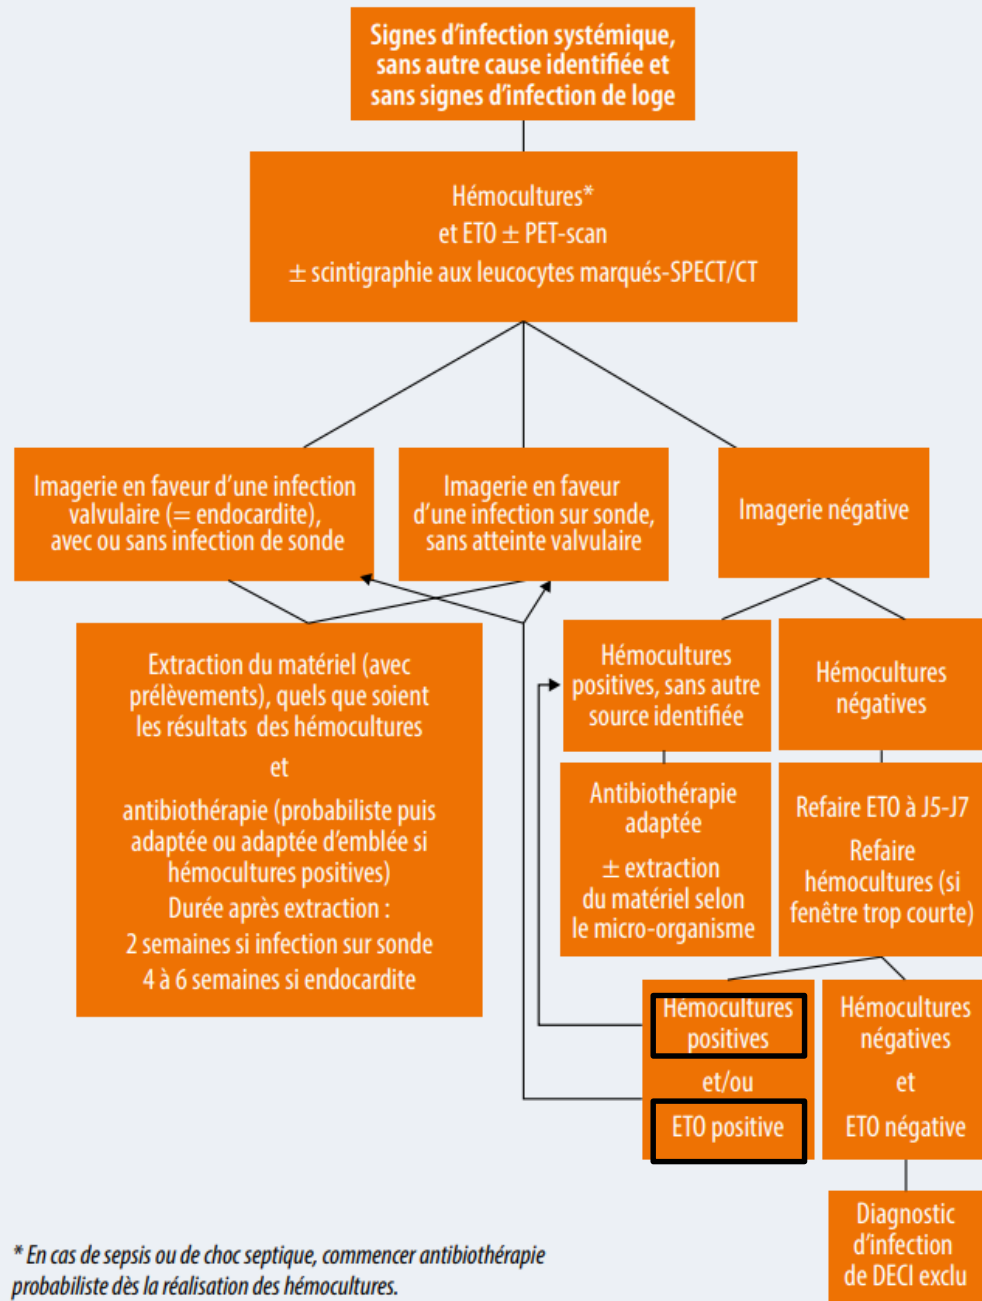 Signes d'infection systémique,
sans autre cause identifiée et
sans signes d'infection de loge
Hémocultures*
et ETO ± PET-scan
± scintigraphie aux leucocytes marqués-SPECT/CT
Imagerie en faveur d'une infection
valvulaire (= endocardite),
avec ou sans infection de sonde
Imagerie en faveur
d'une infection sur sonde,
sans atteinte valvulaire
Imagerie négative
Extraction du matériel (avec
prélèvements), quels que soient
les résultats des hémocultures
et
antibiothérapie (probabiliste puis
adaptée ou adaptée d'emblée si
hémocultures positives)
Durée après extraction :
2 semaines si infection sur sonde
4 à 6 semaines si endocardite
Hémocultures
positives, sans autre
source identifiée
Hémocultures
négatives
Antibiothérapie
adaptée
± extraction
du matériel selon
le micro-organisme
Refaire ETO à J5-J7
Refaire
hémocultures (si
fenêtre trop courte)
Hémocultures
positives
et/ou
ETO positive
Hémocultures
négatives
et
ETO négative
Diagnostic
d'infection
de DECI exclu
* En cas de sepsis ou de choc septique, commencer antibiothérapie
probabiliste dès la réalisation des hémocultures.